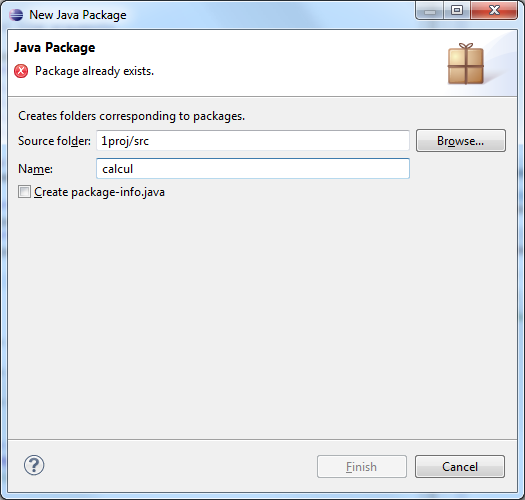 New Java Package
Java Package
Package already exists.
Creates folders corresponding to packages.
Source folder: 1proj/src Browse...
Name: calcul
Create package-info.java
? Finish Cancel